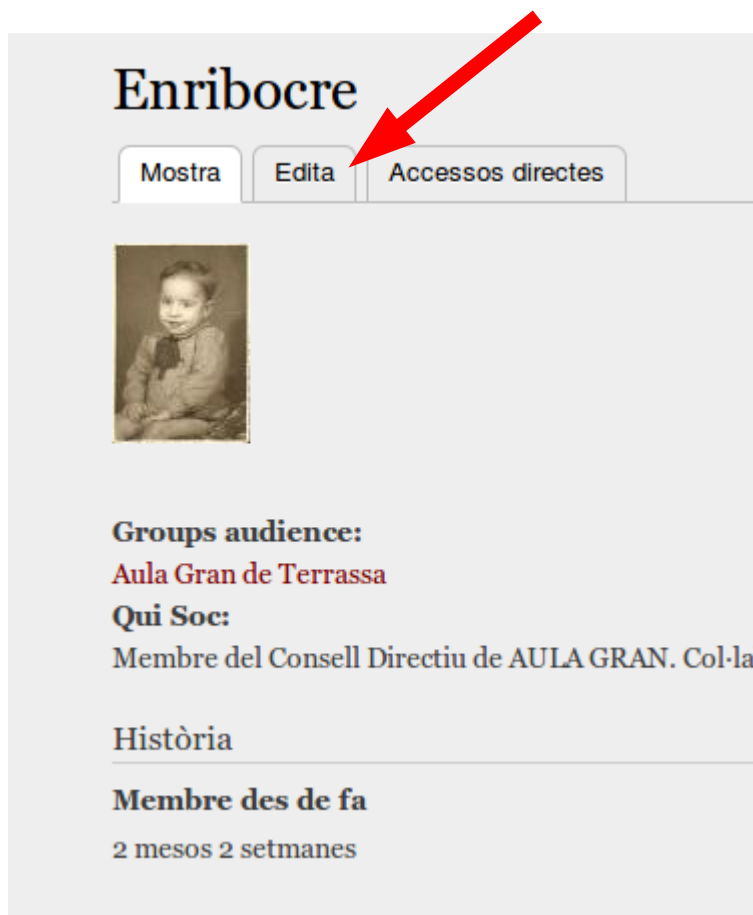 Enribocre
Mostra Edita Accessos directes
Groups audience:
Aula Gran de Terrassa
Qui Soc:
Membre del Consell Directiu de AULA GRAN. Col·la
Història
Membre des de fa
2 mesos 2 setmanes